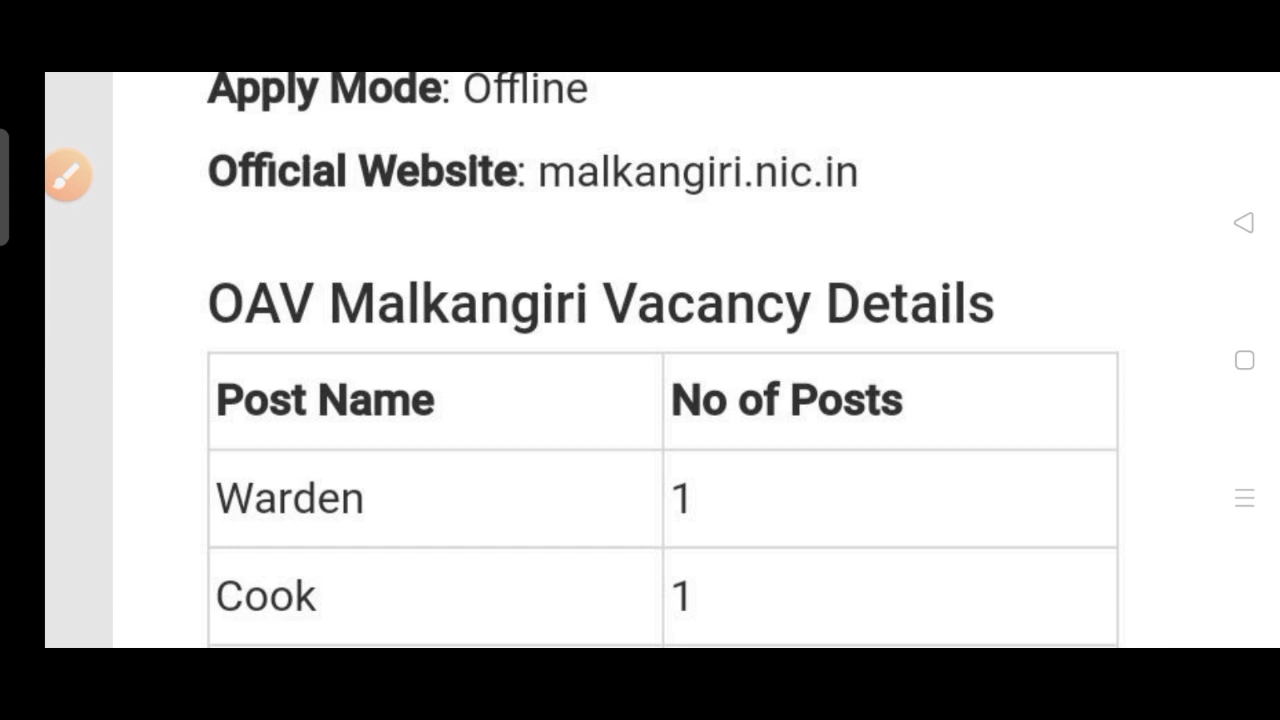 Apply Mode: Offline
Official Website: malkangiri.nic.in
OAV Malkangiri Vacancy Details
Post Name No of Posts
Warden 1
Cook 1